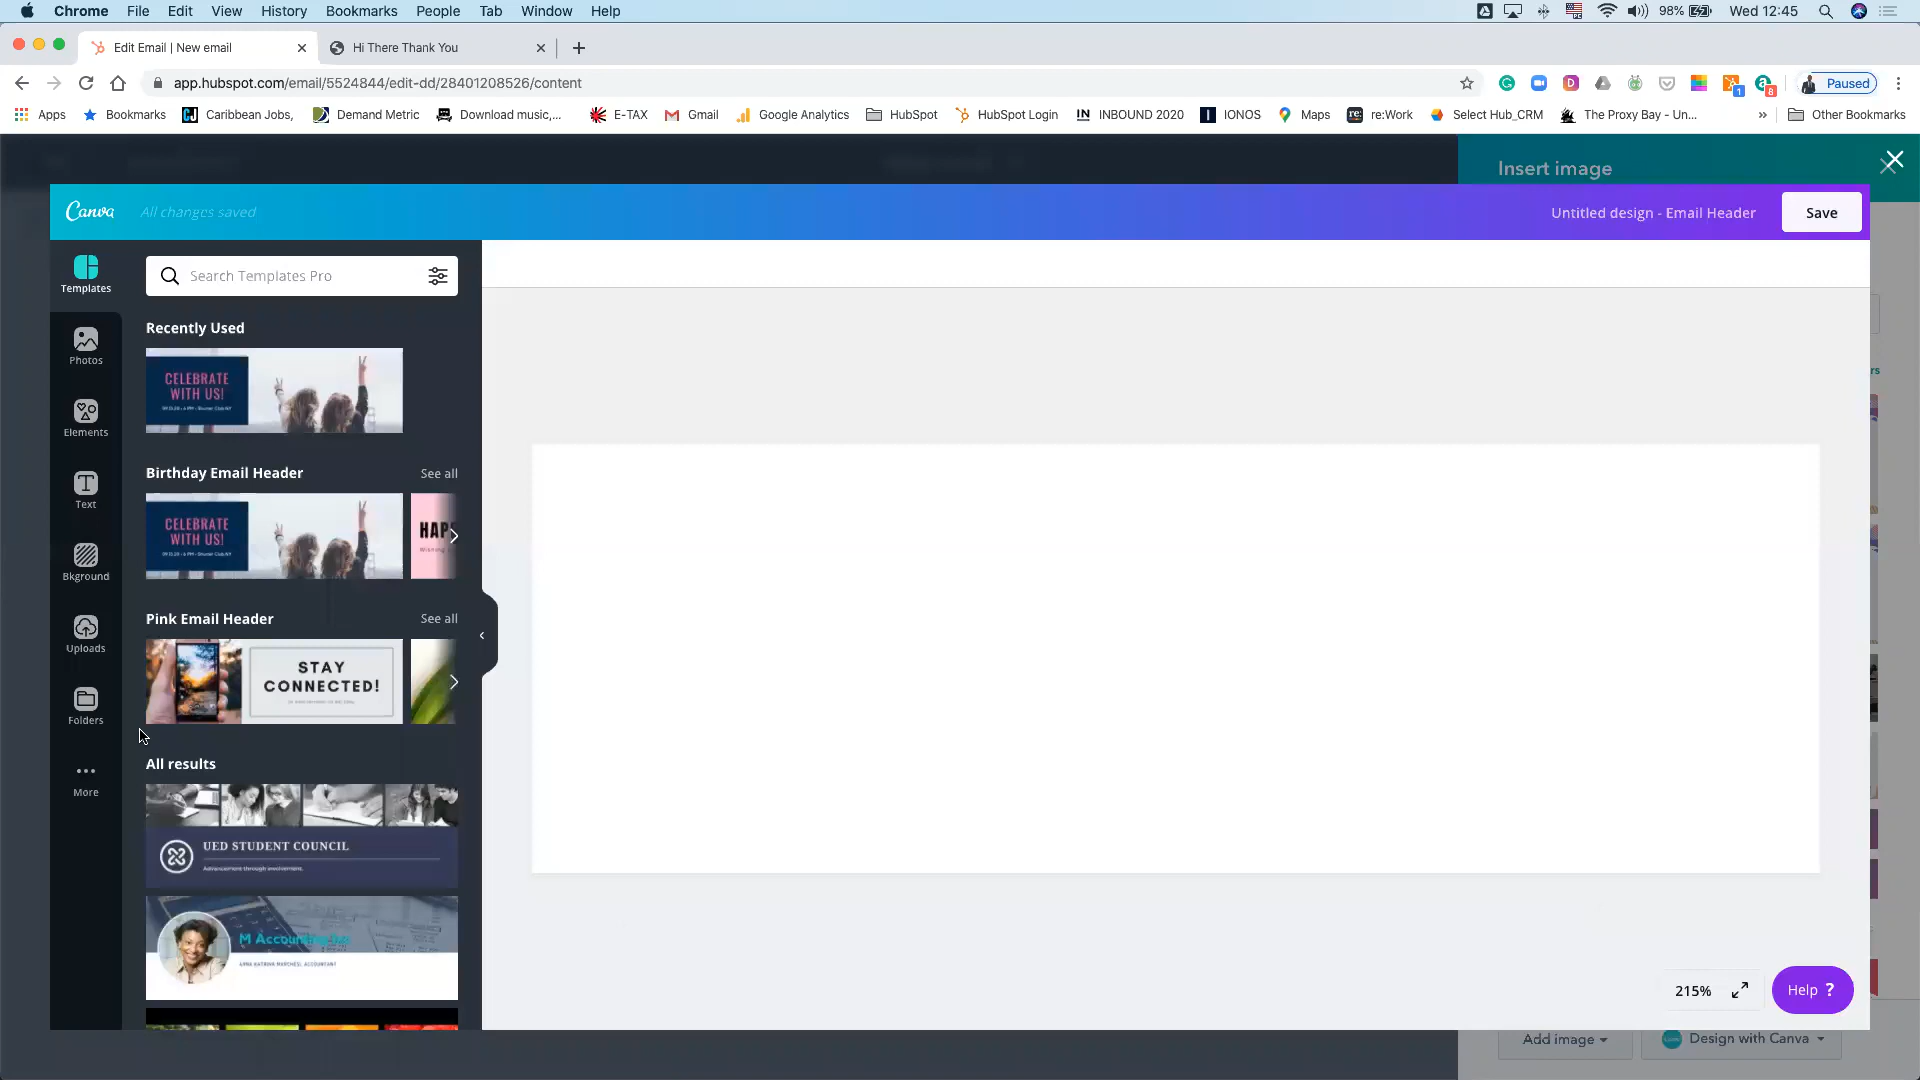 Chrome File Edit View History Bookmarks People Tab Window Help 98% Wed 12:45
Edit Email | New email Hi There Thank You
app.hubspot.com/email/5524844/edit-dd/28401208526/content Paused
Apps Bookmarks Caribbean Jobs, Demand Metric Download music,... E-TAX Gmail Google Analytics HubSpot HubSpot Login INBOUND 2020 IONOS Maps re:Work Select Hub_CRM The Proxy Bay - Un... » Other Bookmarks
Insert image
Canva All changes saved Untitled design - Email Header Save
Templates
Search Templates Pro
Recently Used
Photos
CELEBRATE
WITH US!
Elements
Birthday Email Header See all
Text
CELEBRATE
WITH US!
HAP
Bkground
Pink Email Header See all
Uploads
STAY
CONNECTED!
Folders
All results
More
UED STUDENT COUNCIL
Advancement through involvement.
M Accounting
215% Help ?
Add image Design with Canva